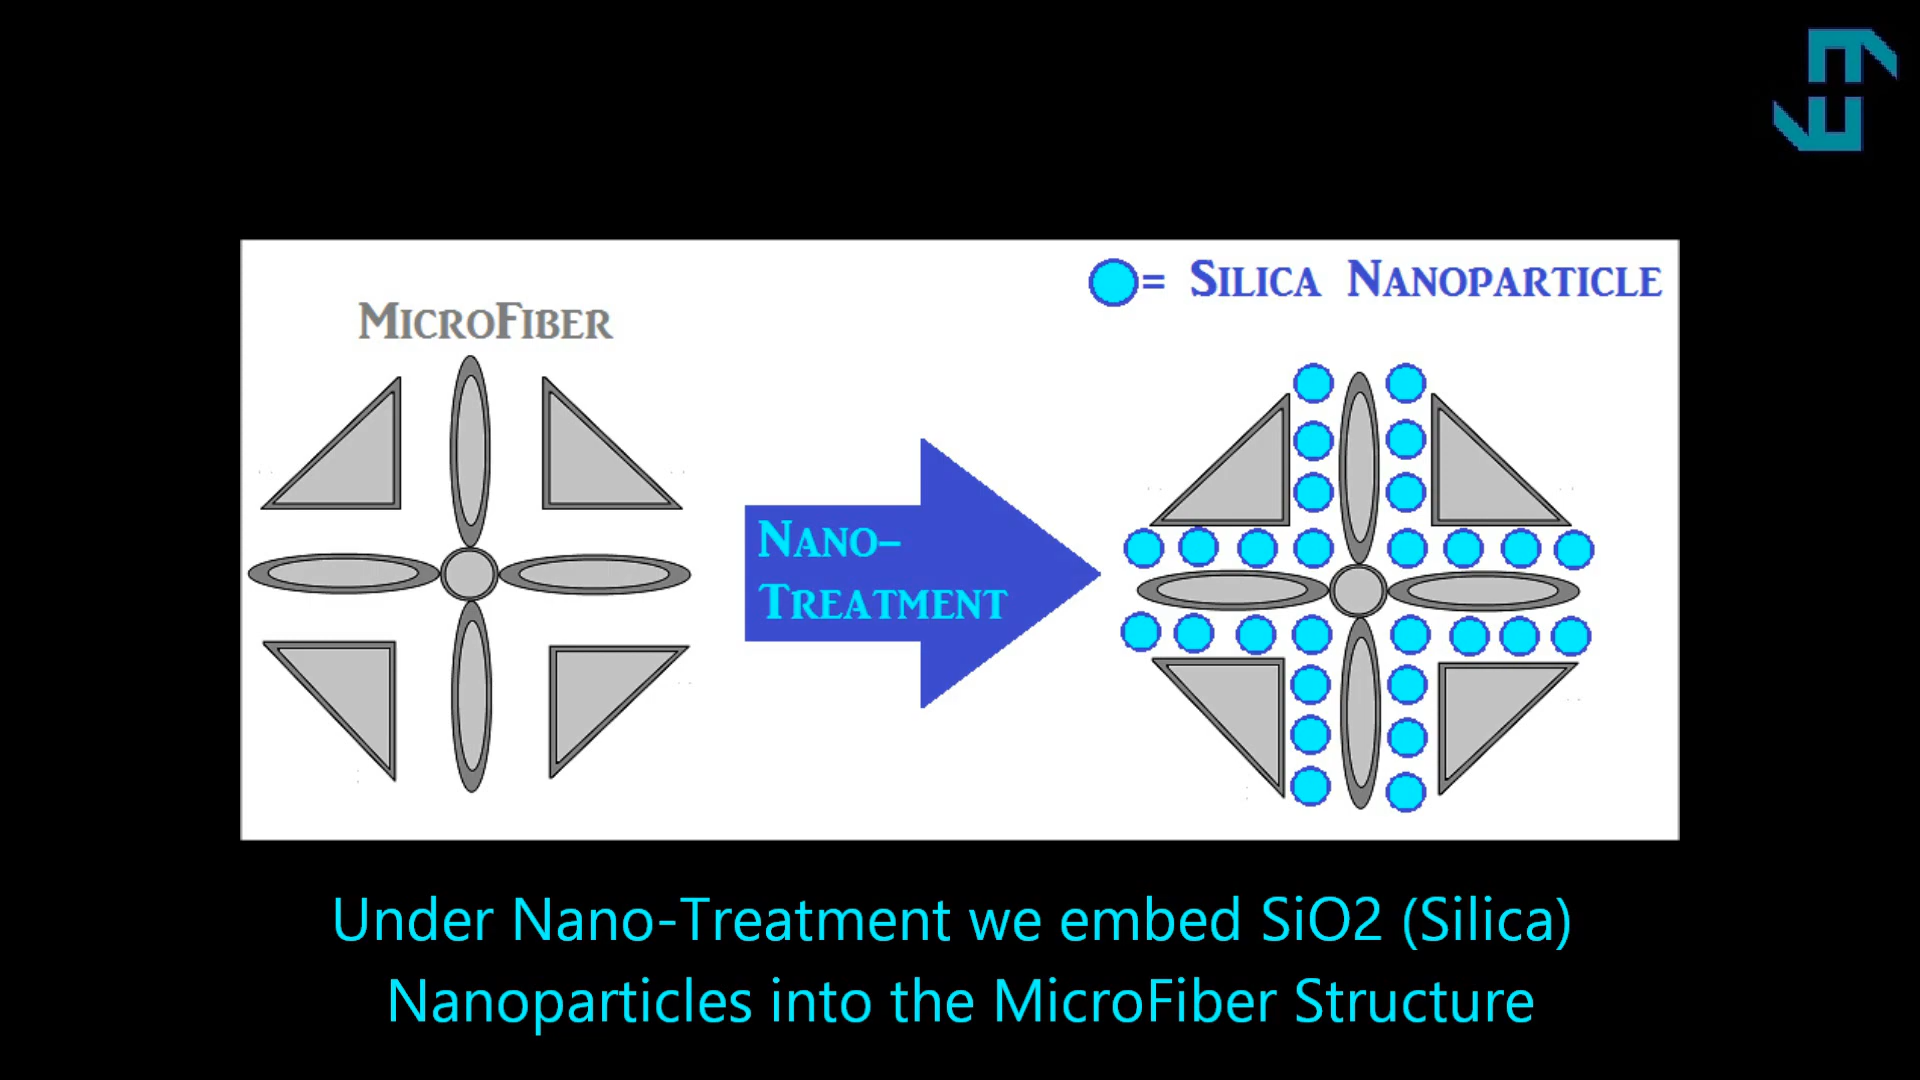 = Silica Nanoparticle
MicroFiber
Nano-
Treatment
Under Nano-Treatment we embed SiO2 (Silica)
Nanoparticles into the MicroFiber Structure